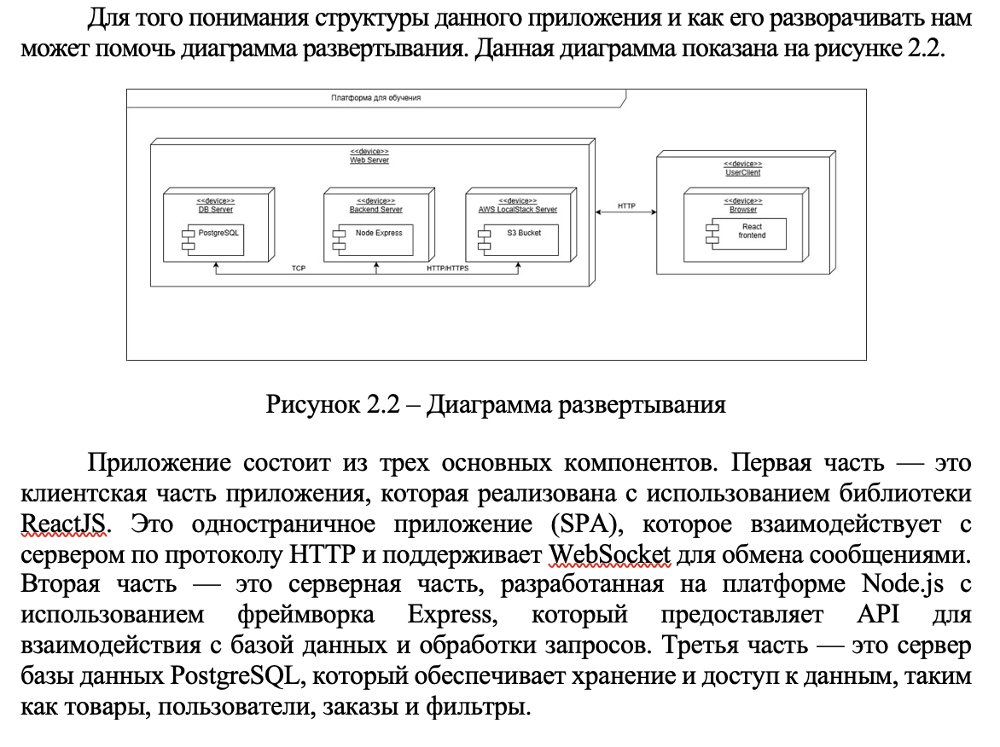 Для того понимания структуры данного приложения и как его разворачивать нам
может помочь диаграмма развертывания. Данная диаграмма показана на рисунке 2.2.
Платформа для обучения
<<device>>
Web Server
<<device>>
DB Server
PostgreSQL
<<device>>
Backend Server
Node Express
<<device>>
AWS LocalStack Server
S3 Bucket
TCP
HTTP/HTTPS
HTTP
<<device>>
UserClient
<<device>>
Browser
React
frontend
Рисунок 2.2 – Диаграмма развертывания
Приложение состоит из трех основных компонентов. Первая часть — это
клиентская часть приложения, которая реализована с использованием библиотеки
ReactJS. Это одностраничное приложение (SPA), которое взаимодействует с
сервером по протоколу HTTP и поддерживает WebSocket для обмена сообщениями.
Вторая часть — это серверная часть, разработанная на платформе Node.js с
использованием фреймворка Express, который предоставляет API для
взаимодействия с базой данных и обработки запросов. Третья часть — это сервер
базы данных PostgreSQL, который обеспечивает хранение и доступ к данным, таким
как товары, пользователи, заказы и фильтры.